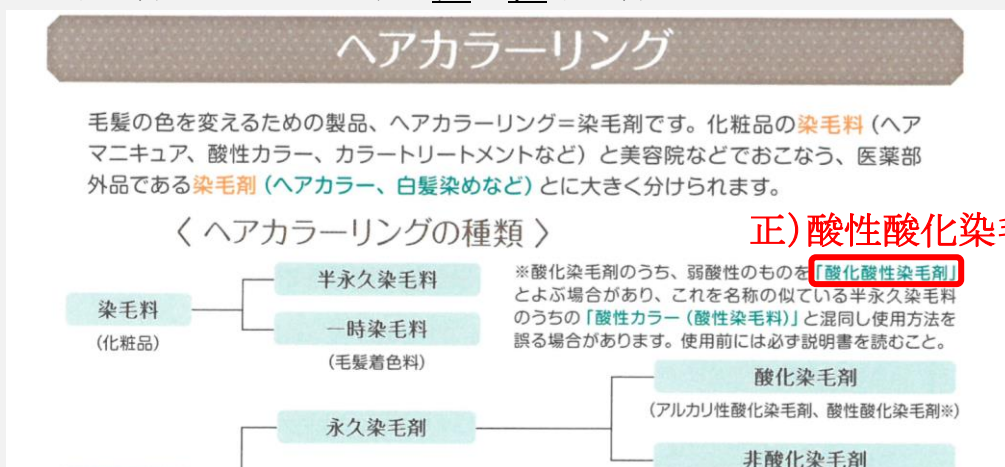 ヘアカラーリング
毛髪の色を変えるための製品、ヘアカラーリング＝染毛剤です。化粧品の染毛料（ヘア
マニキュア、酸性カラー、カラートリートメントなど）と美容院などでおこなう、医薬部
外品である染毛剤（ヘアカラー、白髪染めなど）とに大きく分けられます。
〈 ヘアカラーリングの種類 〉
正）酸性酸化染
※酸化染毛剤のうち、弱酸性のものを「酸化酸性染毛剤」
とよぶ場合があり、これを名称の似ている半永久染毛料
のうちの「酸性カラー（酸性染毛料）」と混同し使用方法を
誤る場合があります。使用前には必ず説明書を読むこと。
染毛料
（化粧品）
半永久染毛料
一時染毛料
（毛髪着色料）
永久染毛剤
酸化染毛剤
（アルカリ性酸化染毛剤、酸性酸化染毛剤※）
非酸化染毛剤